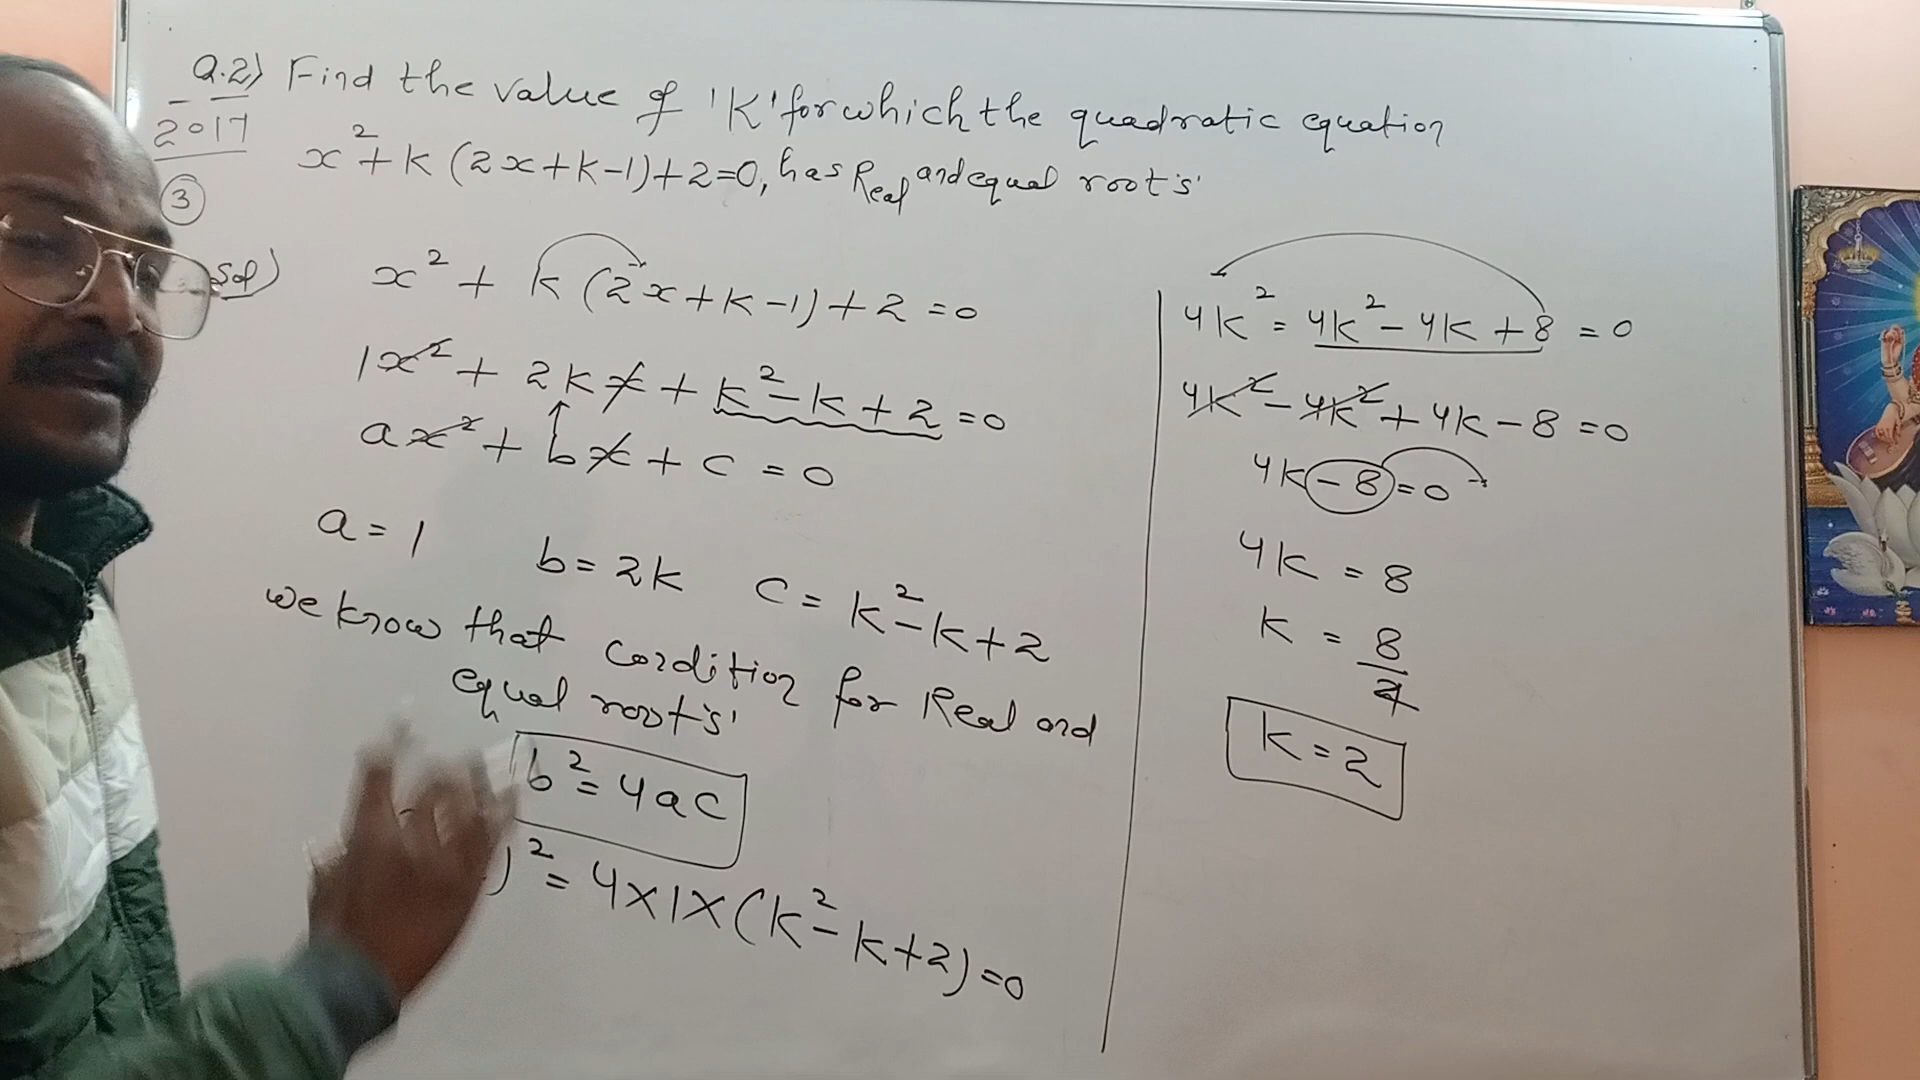 Q.2) Find the value of 'K' for which the quadratic equation
2017
x² + k (2x+k-1)+2=0, has Real and equal root's'
3
Sol)
x² + k (2x+k-1)+2=0
1x² + 2kx + k²-k+2=0
ax² + bx + c = 0
a=1 b=2k c= k²-k+2
we know that condition for Real and
equal root's'
b²=4ac
)²= 4×1×(k²-k+2)=0
4k²= 4k²-4k+8=0
4k²-4k²+4k-8=0
4k-8=0
4k=8
k = 8/4
k=2